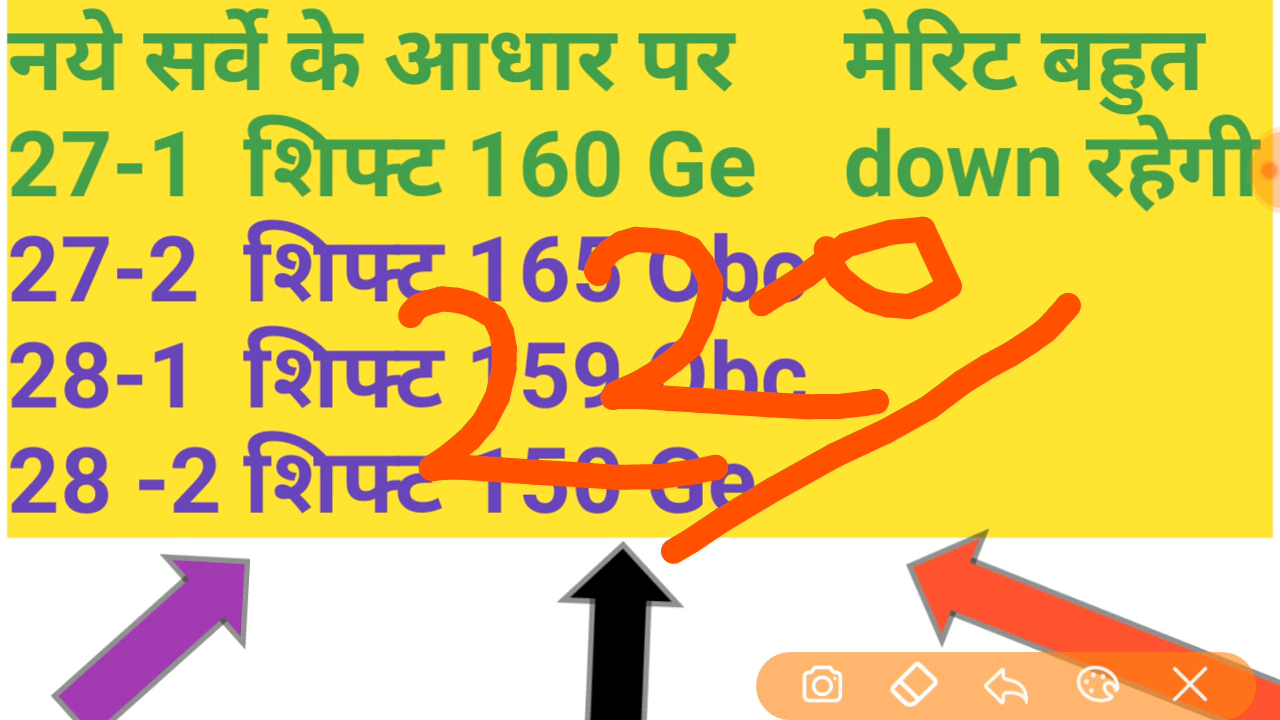 नये सर्वे के आधार पर मेरिट बहुत
27-1 शिफ्ट 160 Ge down रहेगी
27-2 शिफ्ट 165 Obc
28-1 शिफ्ट 159 Obc
28 -2 शिफ्ट 150 Ge
22